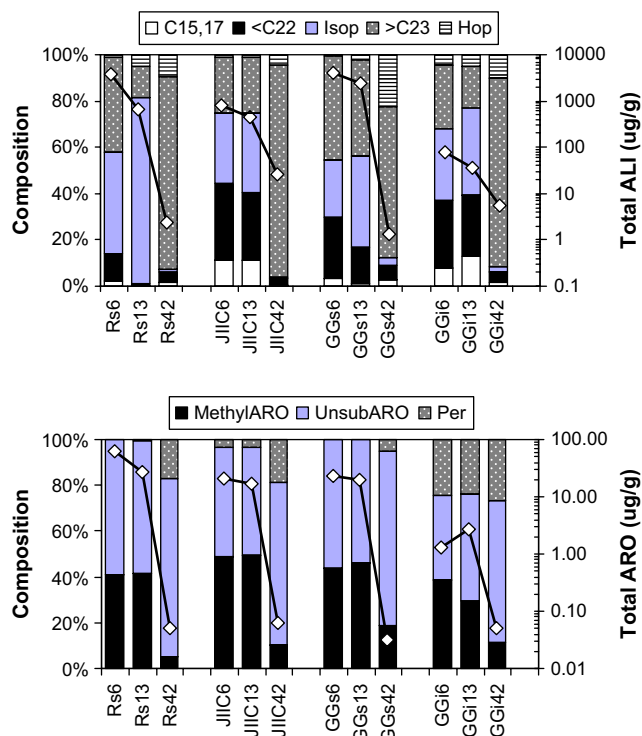 C15,17 <C22 Isop >C23 Hop
100%
80%
60%
40%
20%
0%
Composition
10000
1000
100
10
1
0.1
Total ALI (ug/g)
Rs6 Rs13 Rs42 JIIC6 JIIC13 JIIC42 GGs6 GGs13 GGs42 GGi6 GGi13 GGi42
MethylARO UnsubARO Per
100%
80%
60%
40%
20%
0%
Composition
100.00
10.00
1.00
0.10
0.01
Total ARO (ug/g)
Rs6 Rs13 Rs42 JIIC6 JIIC13 JIIC42 GGs6 GGs13 GGs42 GGi6 GGi13 GGi42